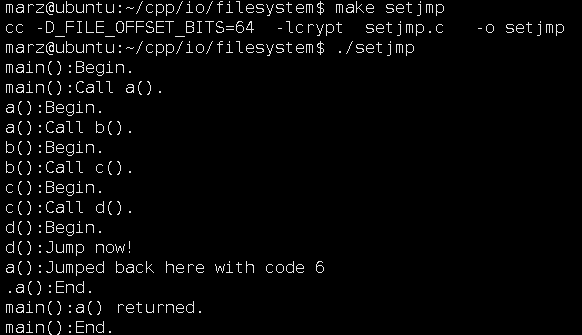 marz@ubuntu:~/cpp/io/filesystem$ make setjmp
cc -D_FILE_OFFSET_BITS=64  -lcrypt  setjmp.c   -o setjmp
marz@ubuntu:~/cpp/io/filesystem$ ./setjmp
main():Begin.
main():Call a().
a():Begin.
a():Call b().
b():Begin.
b():Call c().
c():Begin.
c():Call d().
d():Begin.
d():Jump now!
a():Jumped back here with code 6
.a():End.
main():a() returned.
main():End.